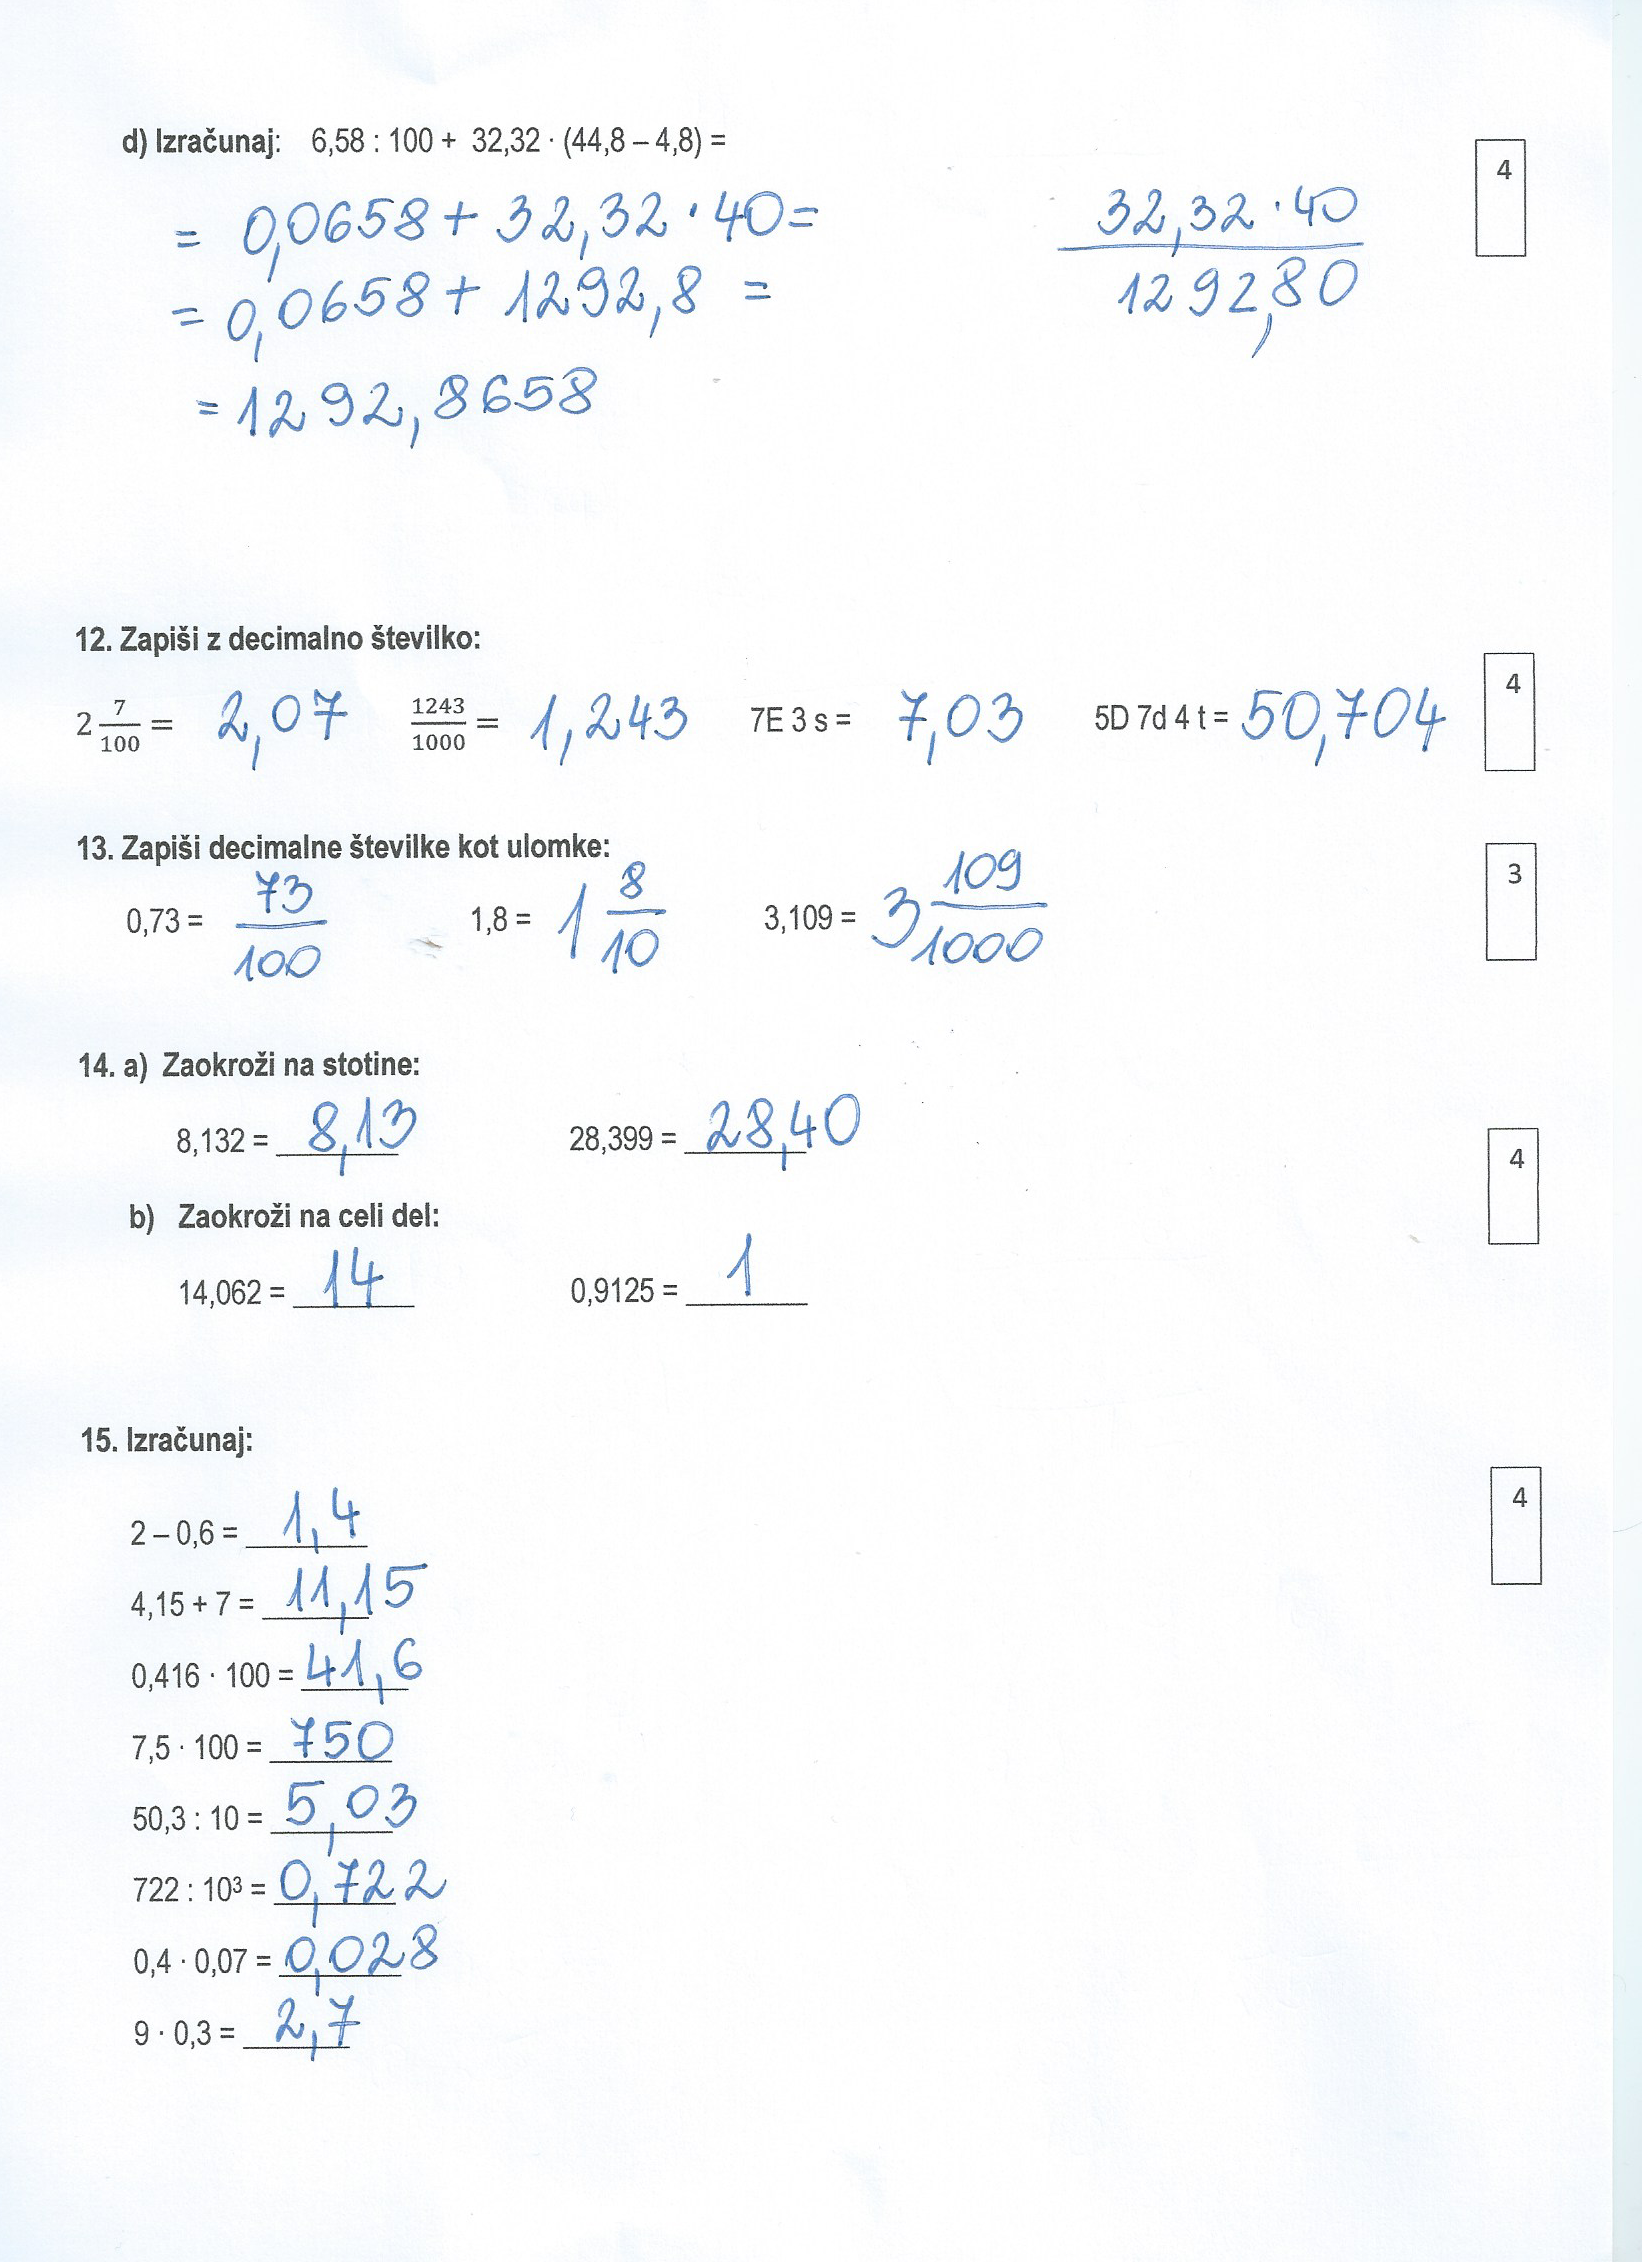 d) Izračunaj: 6,58 : 100 + 32,32 · (44,8 – 4,8) =
4
= 0,0658 + 32,32 · 40 =
32,32 · 40
= 0,0658 + 1292,8 =
1292,80
= 1292,8658
12. Zapiši z decimalno številko:
4
2 7/100 = 2,07 1243/1000 = 1,243 7E 3 s = 7,03 5D 7d 4 t = 50,704
13. Zapiši decimalne številke kot ulomke:
3
0,73 = 73/100 1,8 = 1 8/10 3,109 = 3 109/1000
14. a) Zaokroži na stotine:
8,132 = 8,13 28,399 = 28,40
4
b) Zaokroži na celi del:
14,062 = 14 0,9125 = 1
15. Izračunaj:
4
2 – 0,6 = 1,4
4,15 + 7 = 11,15
0,416 · 100 = 41,6
7,5 · 100 = 750
50,3 : 10 = 5,03
722 : 10³ = 0,722
0,4 · 0,07 = 0,028
9 · 0,3 = 2,7